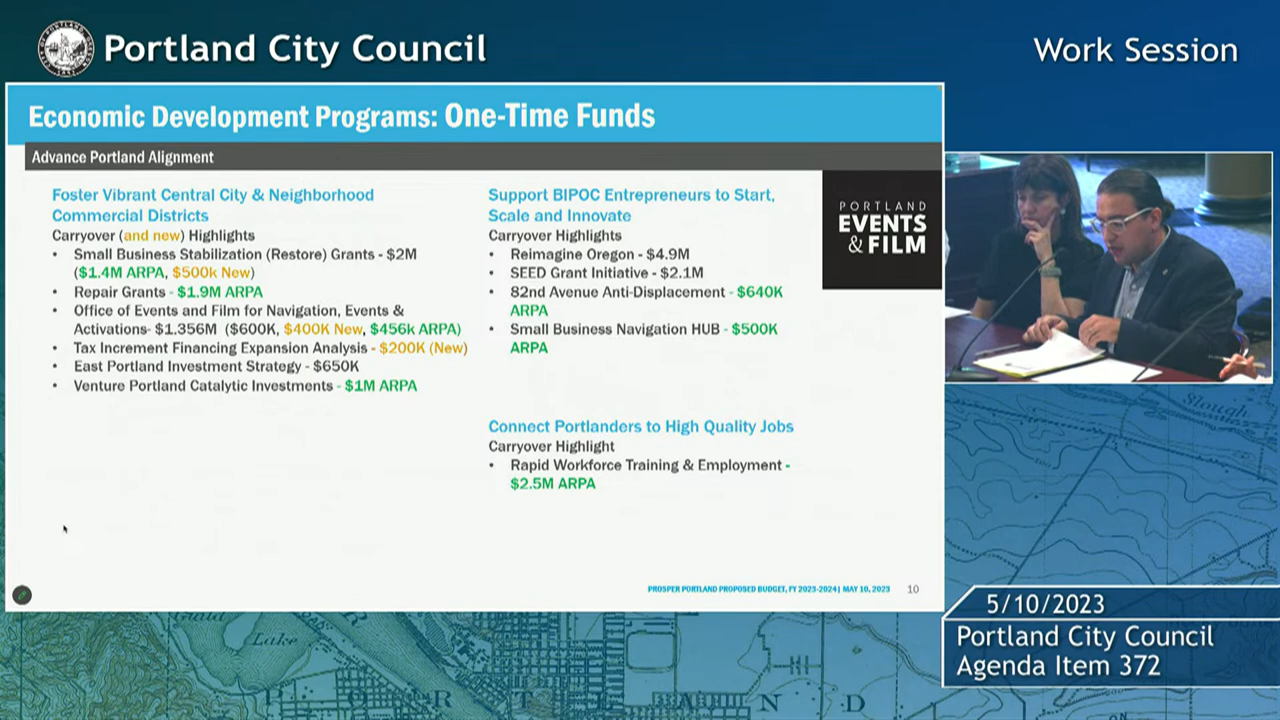 Portland City Council
Work Session
Economic Development Programs: One-Time Funds
Advance Portland Alignment
Foster Vibrant Central City & Neighborhood
Commercial Districts
Carryover (and new) Highlights
• Small Business Stabilization (Restore) Grants - $2M
($1.4M ARPA, $500k New)
• Repair Grants - $1.9M ARPA
• Office of Events and Film for Navigation, Events &
Activations- $1.356M ($600K, $400K New, $456k ARPA)
• Tax Increment Financing Expansion Analysis - $200K (New)
• East Portland Investment Strategy - $650K
• Venture Portland Catalytic Investments - $1M ARPA
Support BIPOC Entrepreneurs to Start,
Scale and Innovate
Carryover Highlights
• Reimagine Oregon - $4.9M
• SEED Grant Initiative - $2.1M
• 82nd Avenue Anti-Displacement - $640K
ARPA
• Small Business Navigation HUB - $500K
ARPA
Connect Portlanders to High Quality Jobs
Carryover Highlight
• Rapid Workforce Training & Employment -
$2.5M ARPA
PORTLAND
EVENTS
& FILM
PROSPER PORTLAND PROPOSED BUDGET, FY 2023-2024 | MAY 10, 2023 10
5/10/2023
Portland City Council
Agenda Item 372
Slough
Guild
Lake
R T L A N D
ON